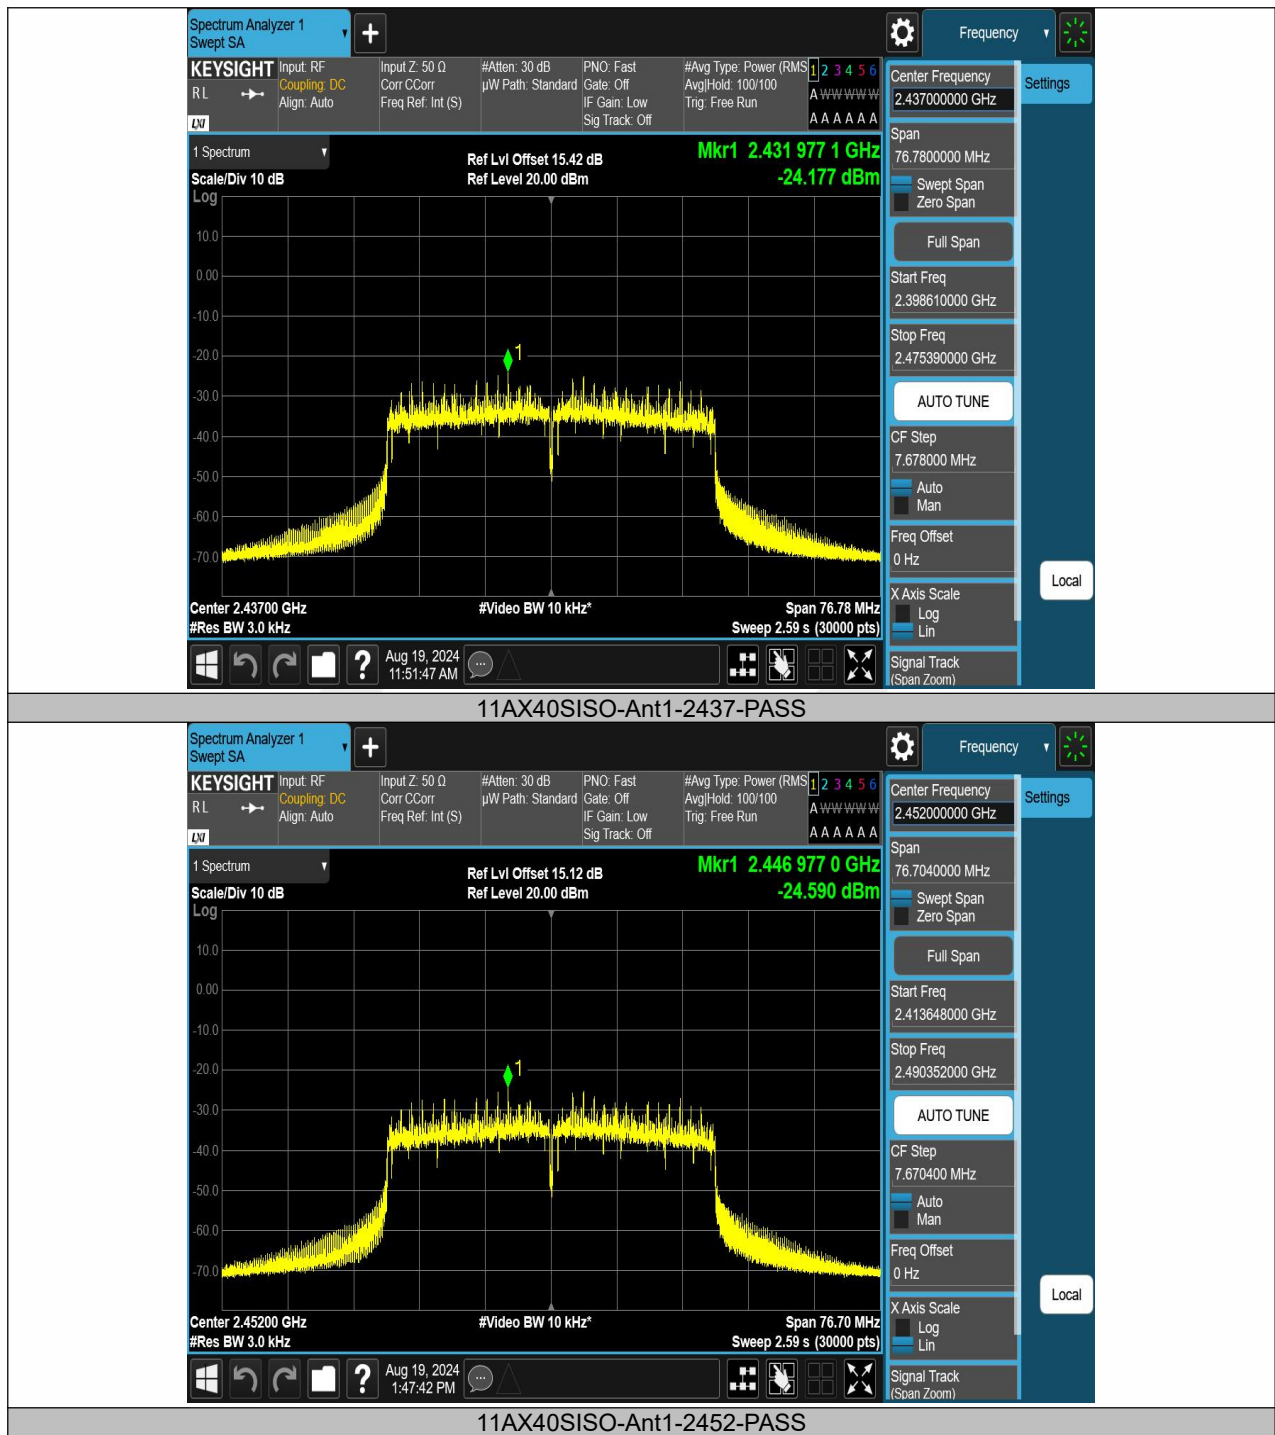 Spectrum Analyzer 1
Swept SA
Frequency
KEYSIGHT
R L
LXI
Input: RF
Coupling: DC
Align: Auto
Input Z: 50 Ω
Corr CCorr
Freq Ref: Int (S)
#Atten: 30 dB
µW Path: Standard
PNO: Fast
Gate: Off
IF Gain: Low
Sig Track: Off
#Avg Type: Power (RMS
Avg|Hold: 100/100
Trig: Free Run
1 2 3 4 5 6
A W W W W W
A A A A A A
Center Frequency
2.437000000 GHz
Settings
Span
76.7800000 MHz
Swept Span
Zero Span
Full Span
Start Freq
2.398610000 GHz
Stop Freq
2.475390000 GHz
AUTO TUNE
CF Step
7.678000 MHz
Auto
Man
Freq Offset
0 Hz
X Axis Scale
Log
Lin
Signal Track
(Span Zoom)
Local
1 Spectrum
Scale/Div 10 dB
Log
Ref Lvl Offset 15.42 dB
Ref Level 20.00 dBm
Mkr1 2.431 977 1 GHz
-24.177 dBm
10.0
0.00
-10.0
-20.0
-30.0
-40.0
-50.0
-60.0
-70.0
1
Center 2.43700 GHz
#Res BW 3.0 kHz
#Video BW 10 kHz*
Span 76.78 MHz
Sweep 2.59 s (30000 pts)
Aug 19, 2024
11:51:47 AM
11AX40SISO-Ant1-2437-PASS
Spectrum Analyzer 1
Swept SA
Frequency
KEYSIGHT
R L
LXI
Input: RF
Coupling: DC
Align: Auto
Input Z: 50 Ω
Corr CCorr
Freq Ref: Int (S)
#Atten: 30 dB
µW Path: Standard
PNO: Fast
Gate: Off
IF Gain: Low
Sig Track: Off
#Avg Type: Power (RMS
Avg|Hold: 100/100
Trig: Free Run
1 2 3 4 5 6
A W W W W W
A A A A A A
Center Frequency
2.452000000 GHz
Settings
Span
76.7040000 MHz
Swept Span
Zero Span
Full Span
Start Freq
2.413648000 GHz
Stop Freq
2.490352000 GHz
AUTO TUNE
CF Step
7.670400 MHz
Auto
Man
Freq Offset
0 Hz
X Axis Scale
Log
Lin
Signal Track
(Span Zoom)
Local
1 Spectrum
Scale/Div 10 dB
Log
Ref Lvl Offset 15.12 dB
Ref Level 20.00 dBm
Mkr1 2.446 977 0 GHz
-24.590 dBm
10.0
0.00
-10.0
-20.0
-30.0
-40.0
-50.0
-60.0
-70.0
1
Center 2.45200 GHz
#Res BW 3.0 kHz
#Video BW 10 kHz*
Span 76.70 MHz
Sweep 2.59 s (30000 pts)
Aug 19, 2024
1:47:42 PM
11AX40SISO-Ant1-2452-PASS